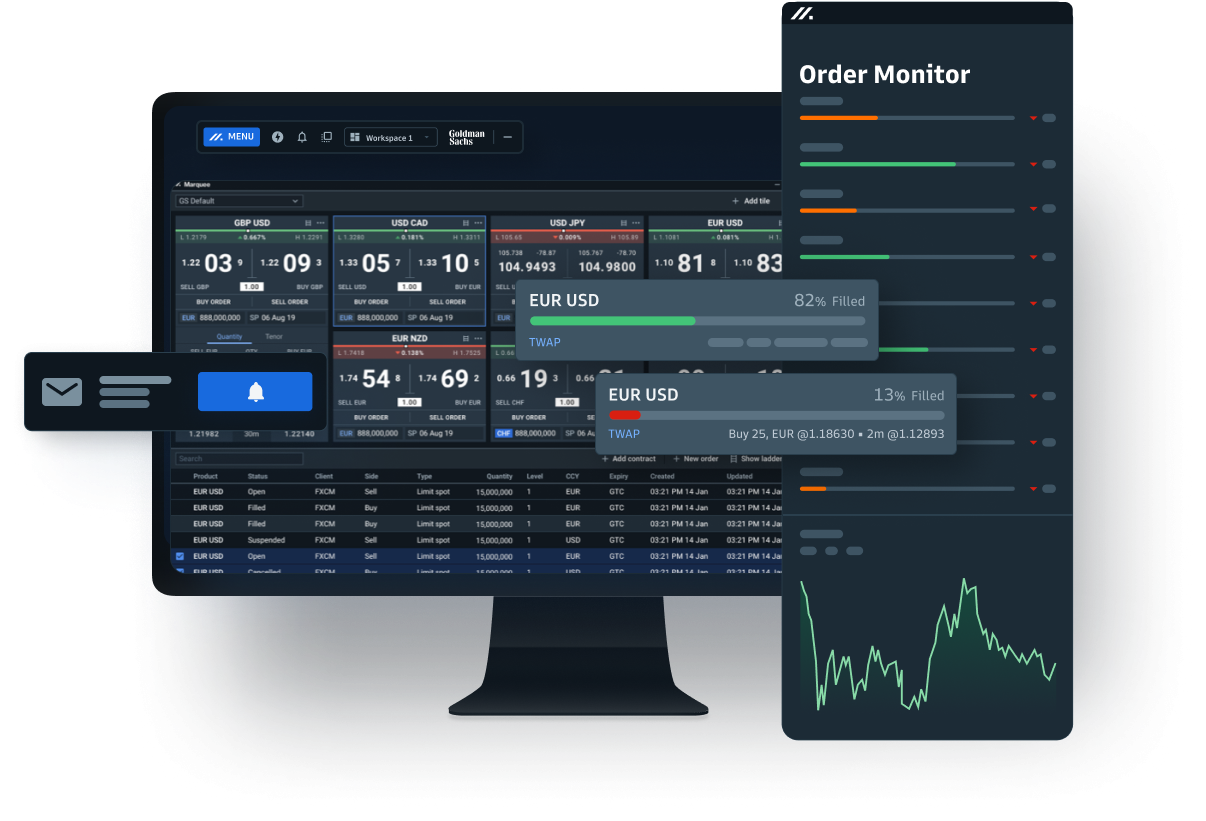 Order Monitor
MENU
Workspace 1
Goldman
Sachs
Marquee
GS Default
Add tile
GBP USD
L 1.2179 0.667% H 1.2291
1.22 03 9 1.22 09 3
SELL GBP 1.00 BUY GBP
BUY ORDER SELL ORDER
EUR 888,000,000 SP 06 Aug 19
Quantity Tenor
USD CAD
L 1.3280 0.181% H 1.3311
1.33 05 7 1.33 10 5
SELL USD 1.00 BUY EUR
BUY ORDER SELL ORDER
EUR 888,000,000 SP 06 Aug 19
USD JPY
L 105.65 0.009% H 105.89
105.738 -78.87 105.767 -78.70
104.9493 104.9800
EUR
EUR USD
L 1.1081 0.081% H 1.
1.10 81 8 1.10 83
EUR USD
82% Filled
TWAP
EUR NZD
L 1.7418 0.138% H 1.7525
1.74 54 8 1.74 69 2
SELL EUR 1.00 BUY EUR
BUY ORDER SELL ORDER
EUR 888,000,000 SP 06 Aug 19
0.66 19 3 0.66
SELL CHF 1.00
BUY ORDER
CHF 888,000,000 SP 06
EUR USD
13% Filled
TWAP
Buy 25, EUR @1.18630 • 2m @1.12893
1.21982 30m 1.22140
Search
Add contract New order Show ladder
Product Status Client Side Type Quantity Level CCY Expiry Created Updated
EUR USD Open FXCM Sell Limit spot 15,000,000 1 EUR GTC 03:21 PM 14 Jan 03:21 PM 14 Ja
EUR USD Filled FXCM Buy Limit spot 15,000,000 1 EUR GTC 03:21 PM 14 Jan 03:21 PM 14 Ja
EUR USD Filled FXCM Buy Limit spot 15,000,000 1 EUR GTC 03:21 PM 14 Jan 03:21 PM 14 Ja
EUR USD Suspended FXCM Sell Limit spot 15,000,000 1 USD GTC 03:21 PM 14 Jan 03:21 PM 14 Ja
EUR USD Open FXCM Sell Limit spot 15,000,000 1 EUR GTC 03:21 PM 14 Jan 03:21 PM 14 Ja
EUR USD Cancelled FXCM Buy Limit spot 15,000,000 1 USD GTC 03:21 PM 14 Jan 03:21 PM 14 Ja